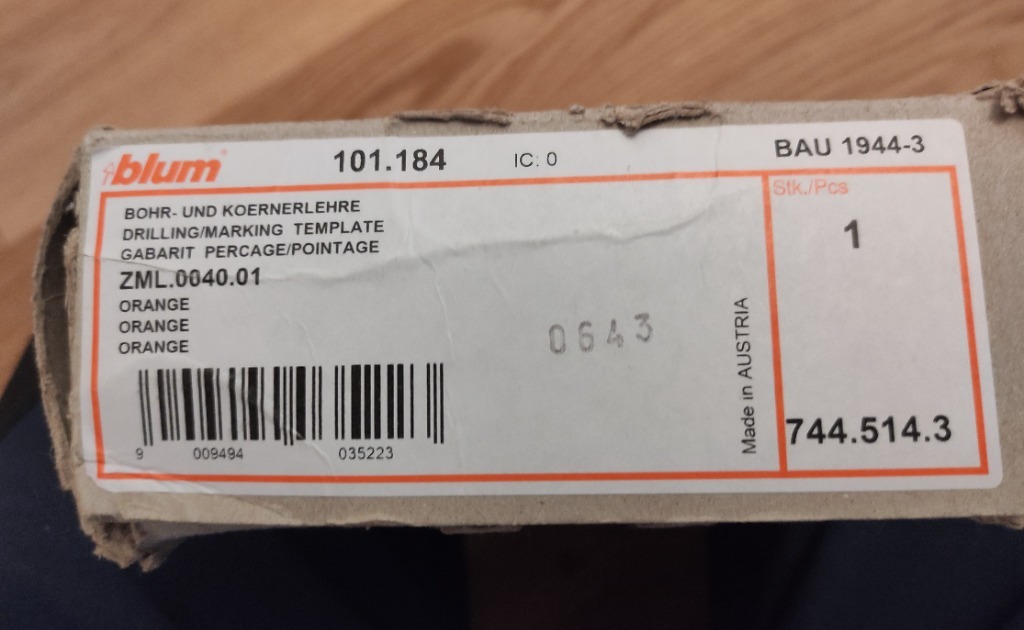 blum
101.184
IC: 0
BAU 1944-3
BOHR- UND KOERNERLEHRE
DRILLING/MARKING TEMPLATE
GABARIT PERCAGE/POINTAGE
ZML.0040.01
ORANGE
ORANGE
ORANGE
9 009494 035223
0643
Made in AUSTRIA
Stk./Pcs
1
744.514.3